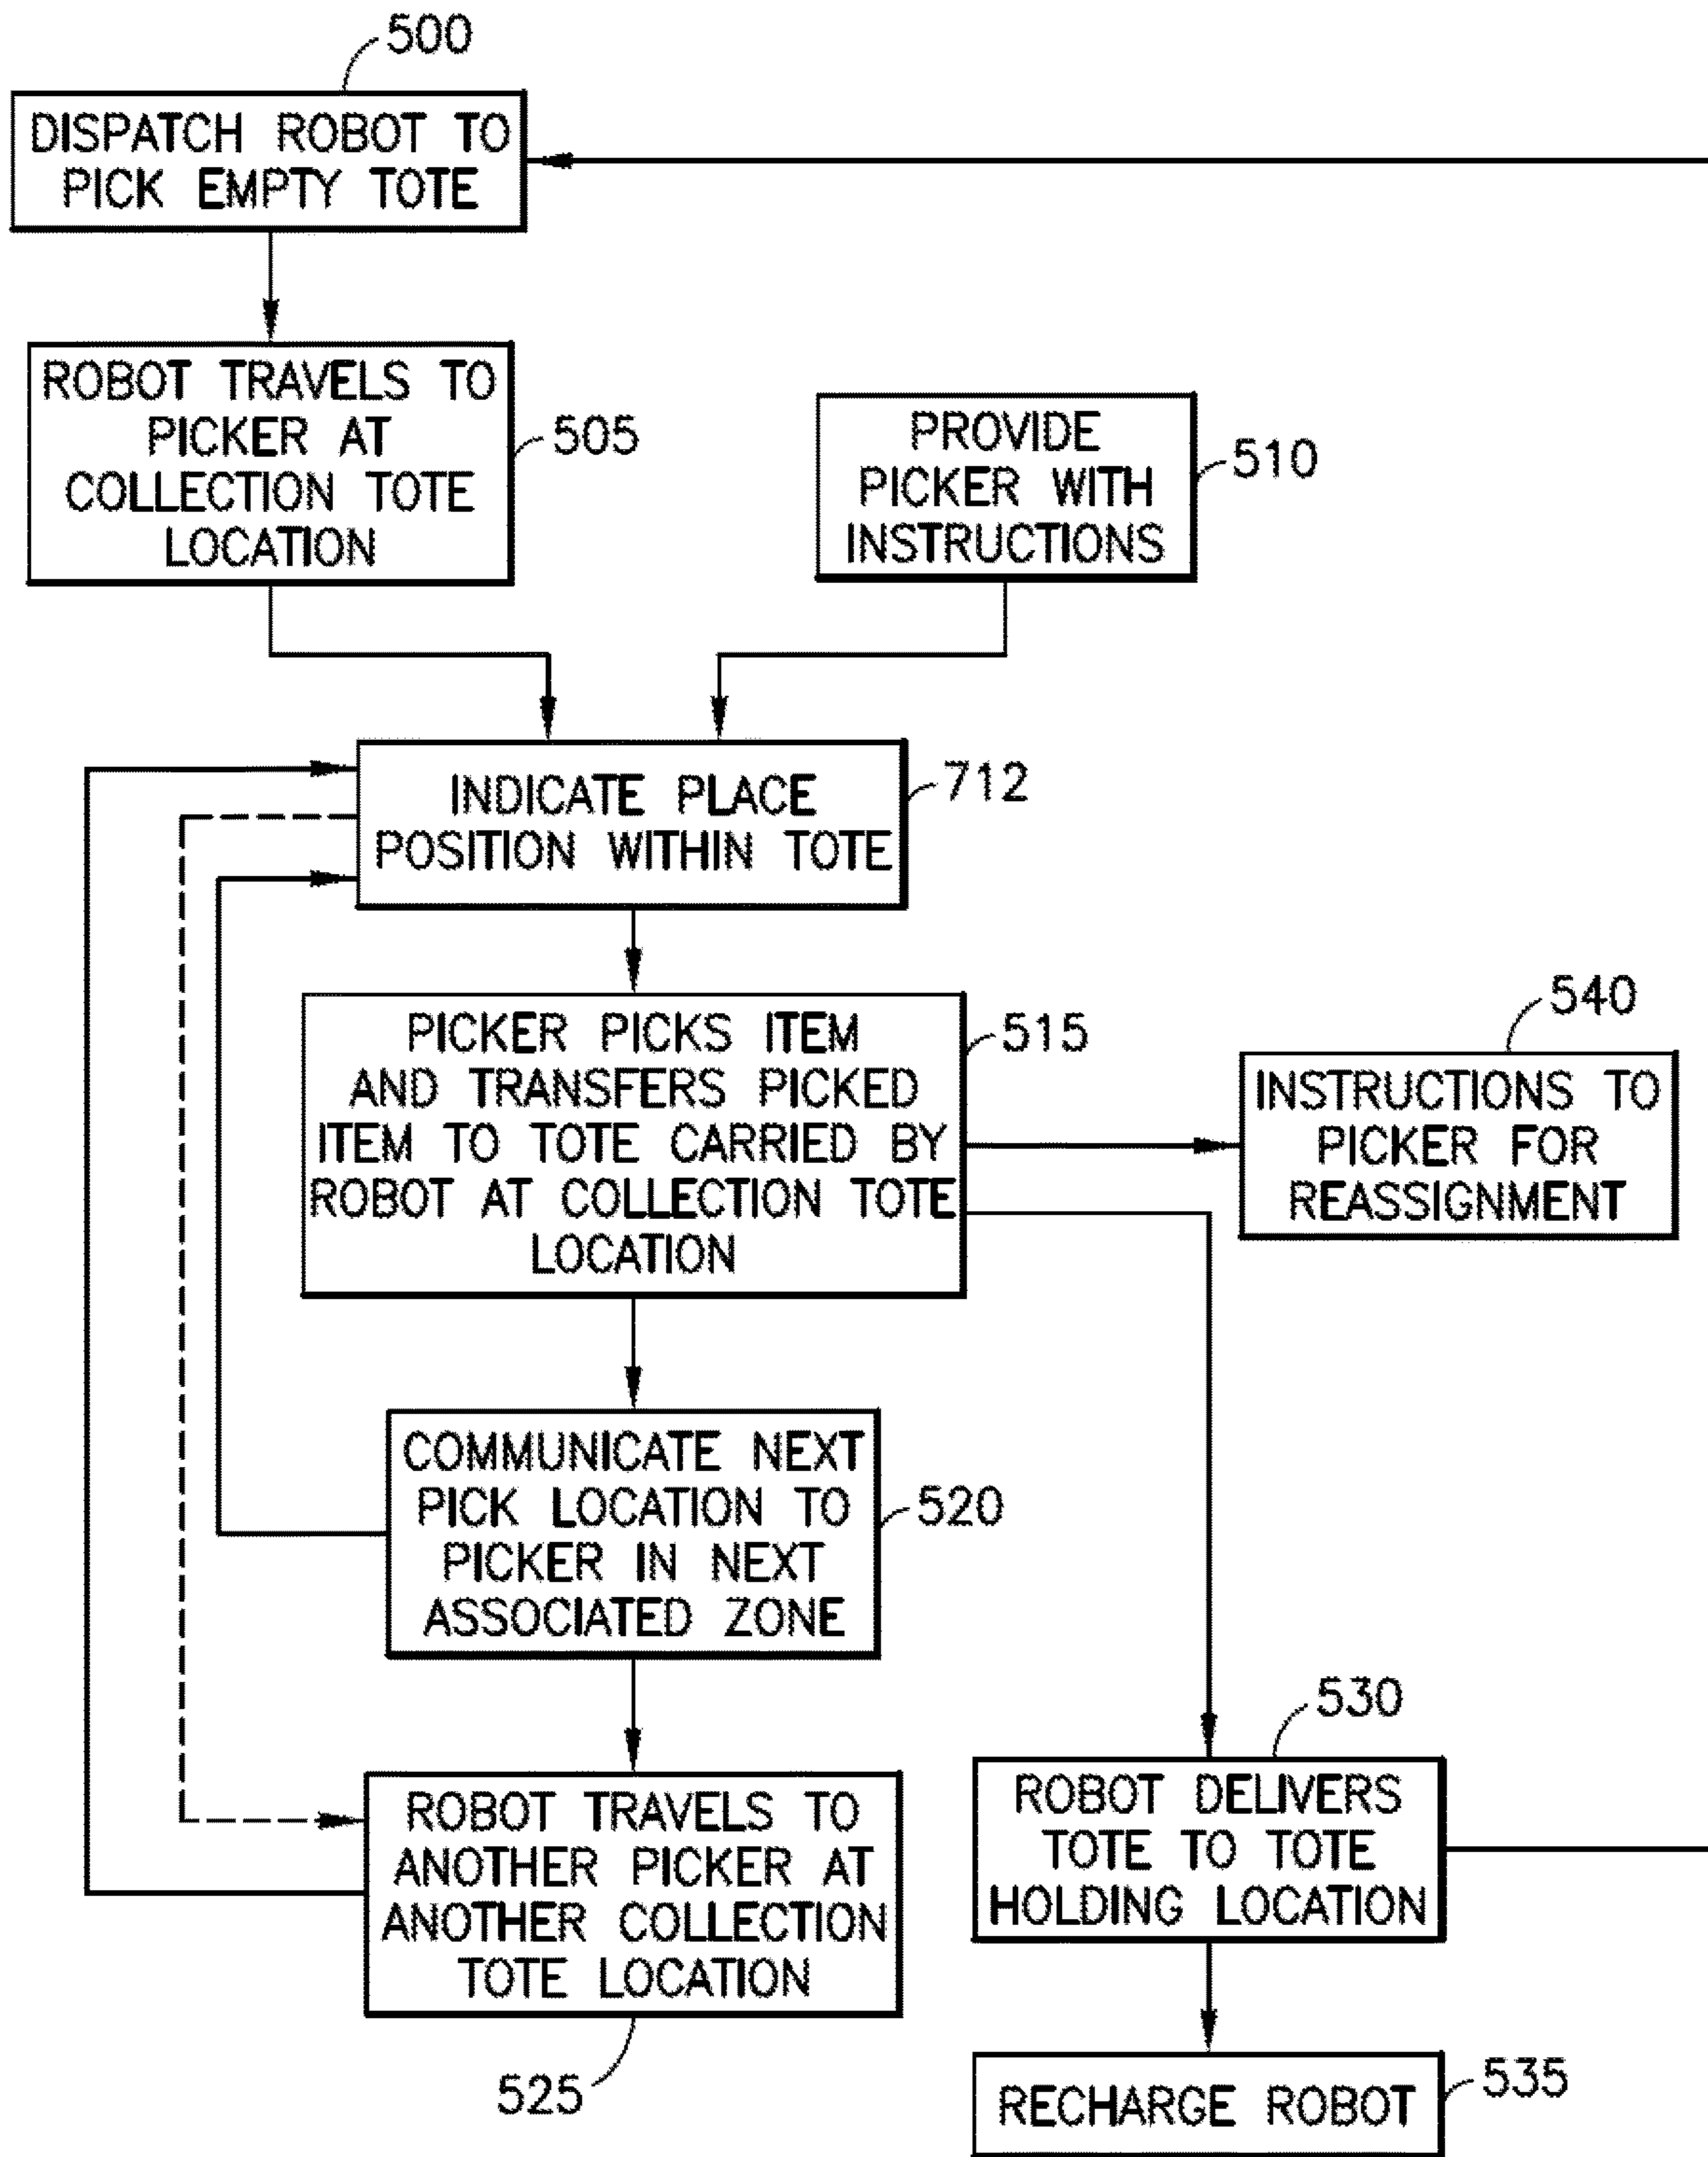 500
DISPATCH ROBOT TO
PICK EMPTY TOTE
ROBOT TRAVELS TO
PICKER AT
COLLECTION TOTE
LOCATION
505
PROVIDE
PICKER WITH
INSTRUCTIONS
510
INDICATE PLACE
POSITION WITHIN TOTE
712
PICKER PICKS ITEM
AND TRANSFERS PICKED
ITEM TO TOTE CARRIED BY
ROBOT AT COLLECTION TOTE
LOCATION
515
540
INSTRUCTIONS TO
PICKER FOR
REASSIGNMENT
COMMUNICATE NEXT
PICK LOCATION TO
PICKER IN NEXT
ASSOCIATED ZONE
520
530
ROBOT DELIVERS
TOTE TO TOTE
HOLDING LOCATION
ROBOT TRAVELS TO
ANOTHER PICKER AT
ANOTHER COLLECTION
TOTE LOCATION
525
RECHARGE ROBOT
535